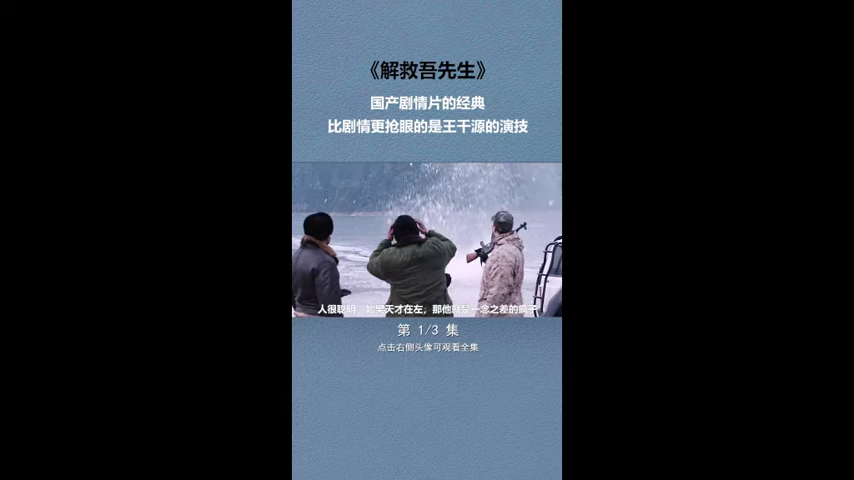 《解救吾先生》
国产剧情片的经典
比剧情更抢眼的是王千源的演技
人很聪明 如果天才在左，那他就是一念之差的疯子
第 1/3 集
点击右侧头像可观看全集